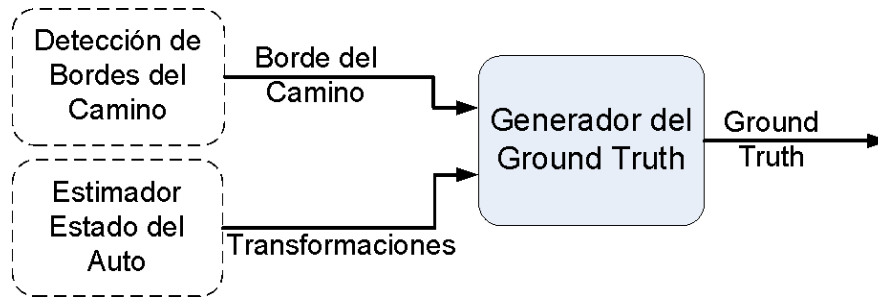 Detección de
Bordes del
Camino
Borde del
Camino
Generador del
Ground Truth
Ground
Truth
Estimador
Estado del
Auto
Transformaciones